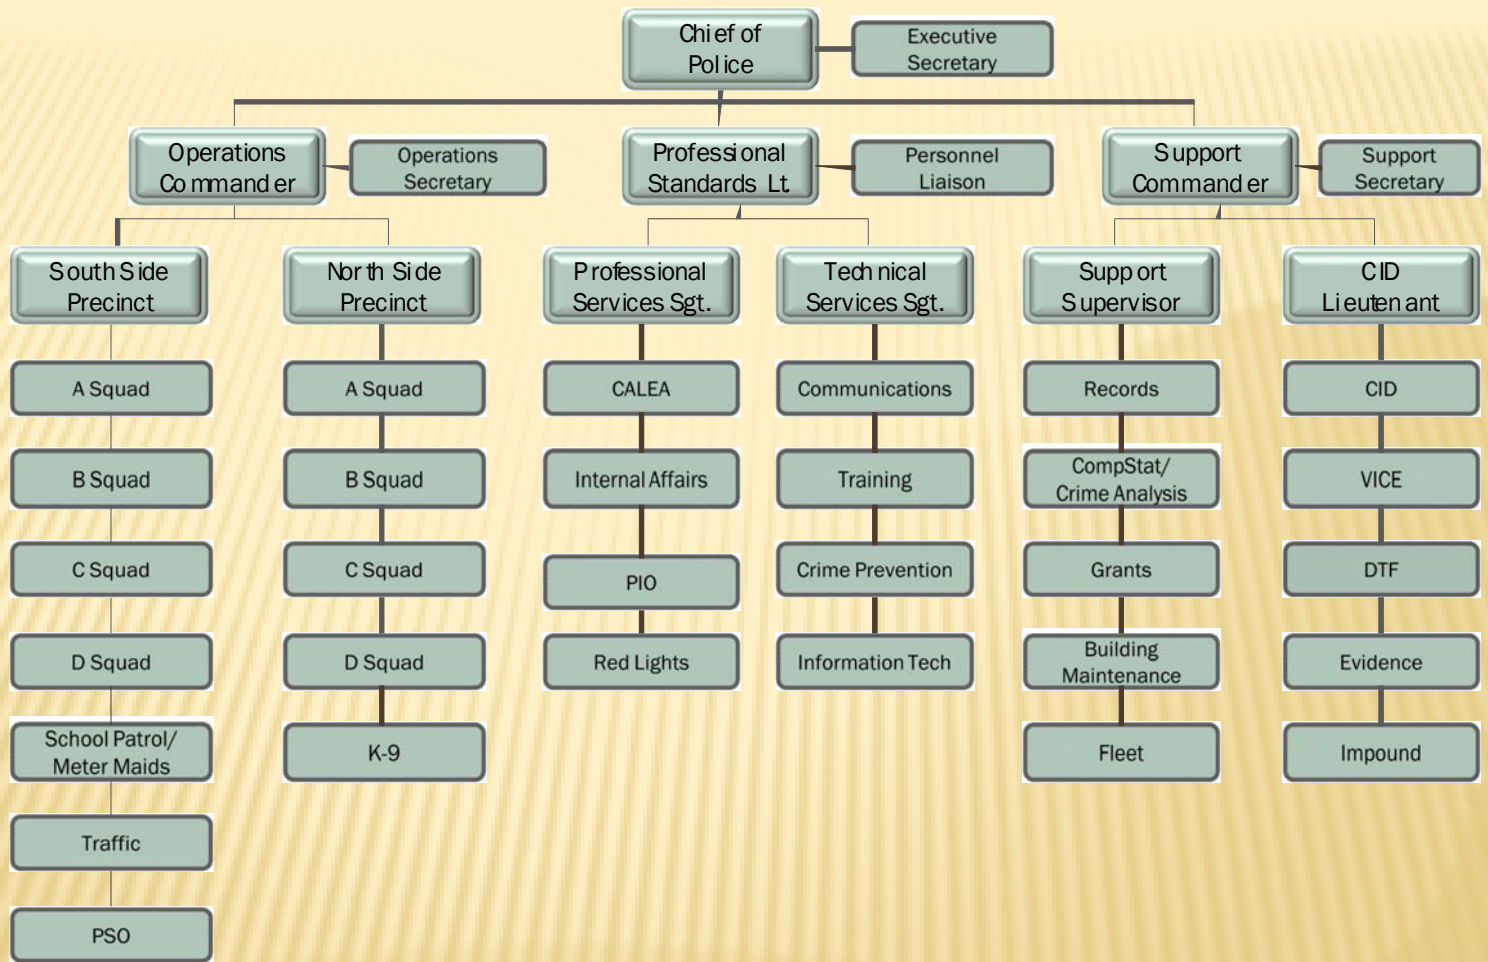 Chief of
Police
Executive
Secretary
Operations
Commander
Operations
Secretary
Professional
Standards Lt.
Personnel
Liaison
Support
Commander
Support
Secretary
South Side
Precinct
North Side
Precinct
Professional
Services Sgt.
Technical
Services Sgt.
Support
Supervisor
CID
Lieutenant
A Squad
A Squad
CALEA
Communications
Records
CID
B Squad
B Squad
Internal Affairs
Training
CompStat/
Crime Analysis
VICE
C Squad
C Squad
PIO
Crime Prevention
Grants
DTF
D Squad
D Squad
Red Lights
Information Tech
Building
Maintenance
Evidence
School Patrol/
Meter Maids
K-9
Fleet
Impound
Traffic
PSO